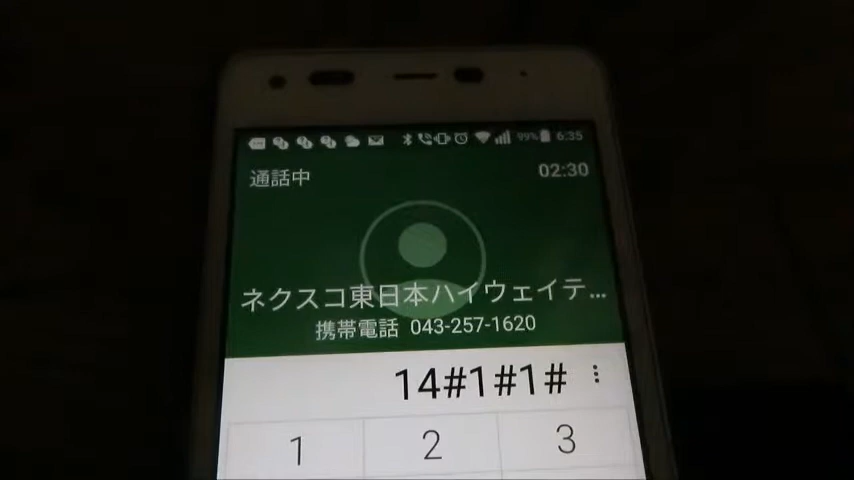 99% 6:35
通話中 02:30
ネクスコ東日本ハイウェイテ...
携帯電話 043-257-1620
14#1#1#
1 2 3